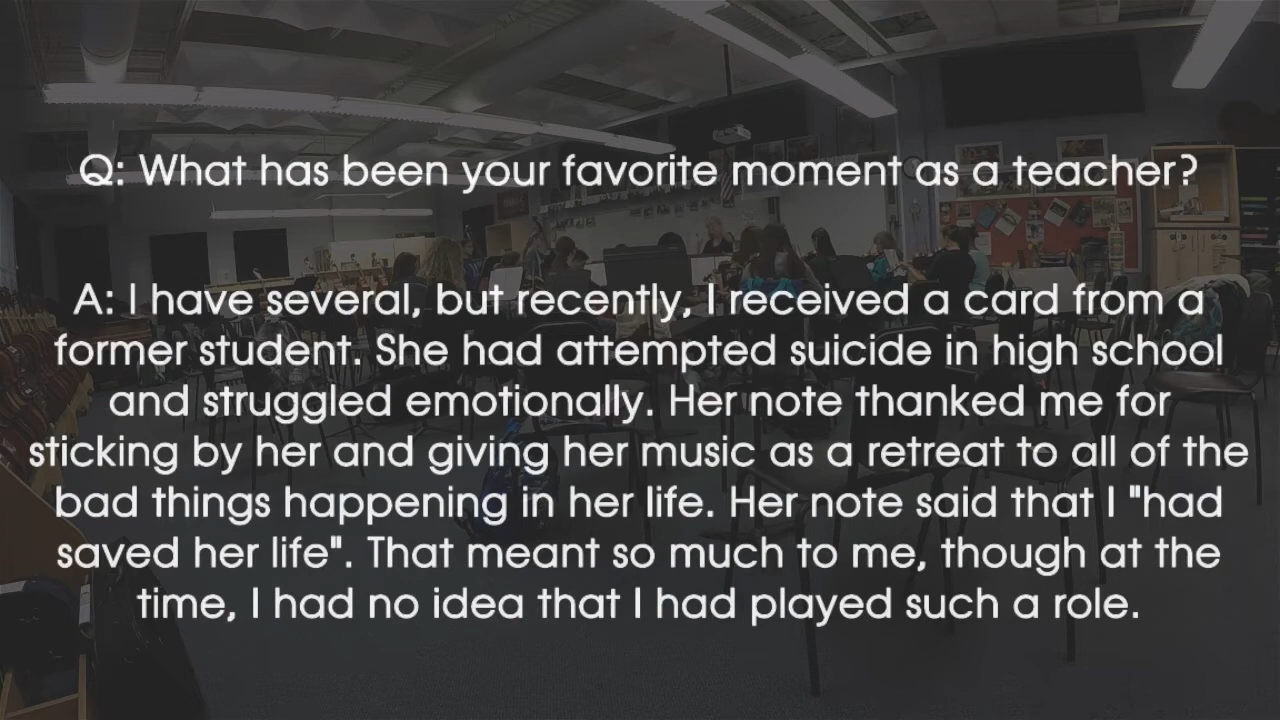 Q: What has been your favorite moment as a teacher?
A: I have several, but recently, I received a card from a
former student. She had attempted suicide in high school
and struggled emotionally. Her note thanked me for
sticking by her and giving her music as a retreat to all of the
bad things happening in her life. Her note said that I "had
saved her life". That meant so much to me, though at the
time, I had no idea that I had played such a role.